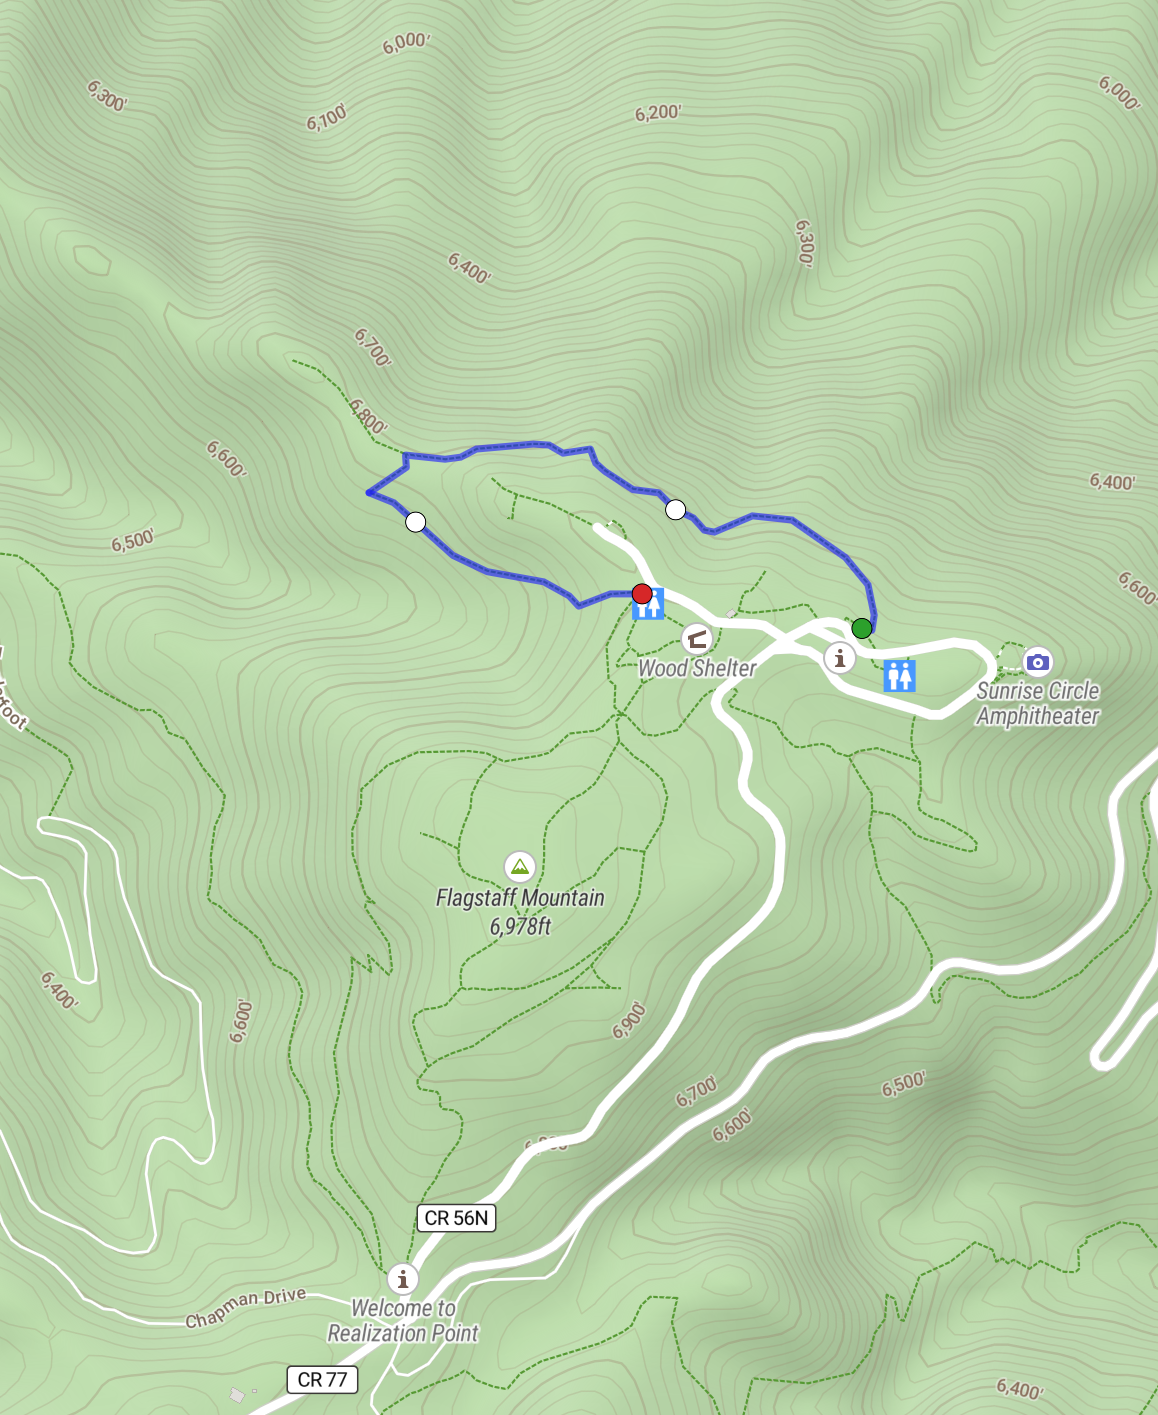 6,000'
6,300'
6,700'
6,200'
6,000'
6,300'
6,400'
6,700'
6,800'
6,600'
6,400'
6,500'
6,600'
Wood Shelter
Sunrise Circle
Amphitheater
Flagstaff Mountain
6,978ft
6,400'
6,600'
6,900'
6,700'
6,500'
6,600'
CR 56N
Chapman Drive
Welcome to
Realization Point
CR 77
6,400'